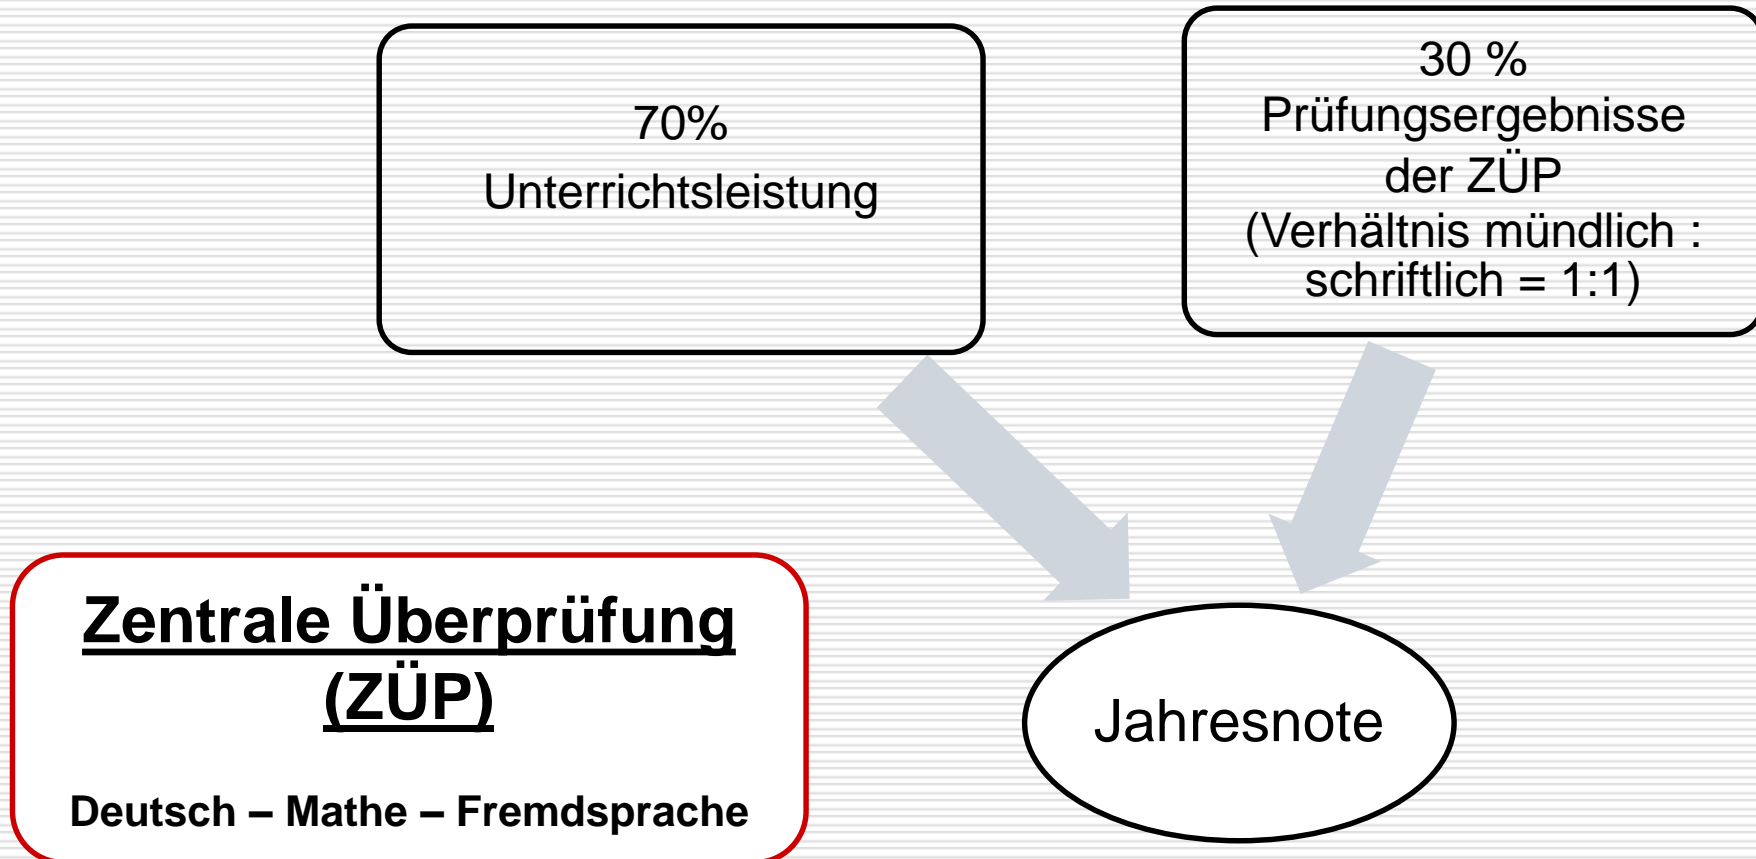 70%
Unterrichtsleistung
30 %
Prüfungsergebnisse
der ZÜP
(Verhältnis mündlich :
schriftlich = 1:1)
Zentrale Überprüfung
(ZÜP)
Deutsch – Mathe – Fremdsprache
Jahresnote